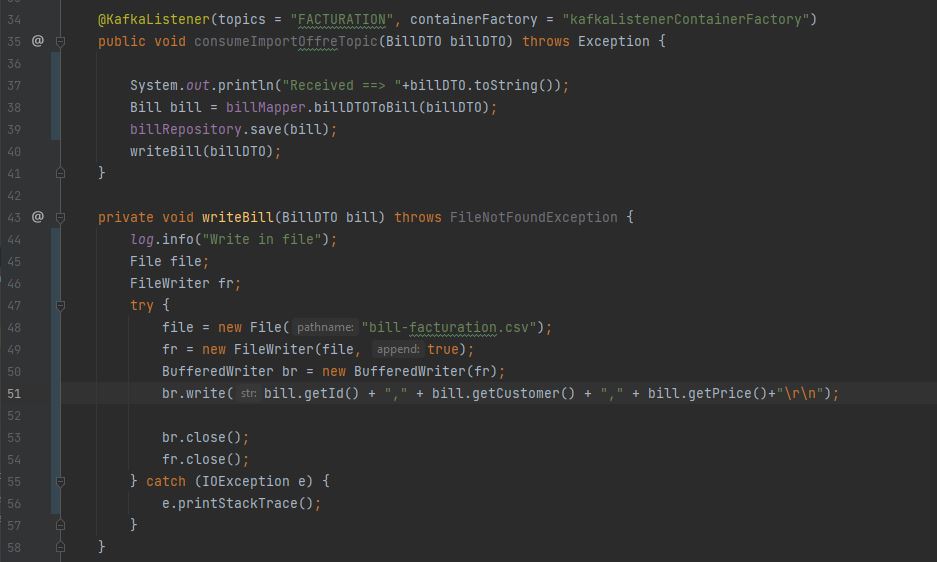 34 @KafkaListener(topics = "FACTURATION", containerFactory = "kafkaListenerContainerFactory")
35 @ public void consumeImportOffreTopic(BillDTO billDTO) throws Exception {
36
37 System.out.println("Received ==> "+billDTO.toString());
38 Bill bill = billMapper.billDTOToBill(billDTO);
39 billRepository.save(bill);
40 writeBill(billDTO);
41 }
42
43 @ private void writeBill(BillDTO bill) throws FileNotFoundException {
44 log.info("Write in file");
45 File file;
46 FileWriter fr;
47 try {
48 file = new File( pathname: "bill-facturation.csv");
49 fr = new FileWriter(file, append: true);
50 BufferedWriter br = new BufferedWriter(fr);
51 br.write( str: bill.getId() + "," + bill.getCustomer() + "," + bill.getPrice()+"\r\n");
52
53 br.close();
54 fr.close();
55 } catch (IOException e) {
56 e.printStackTrace();
57 }
58 }